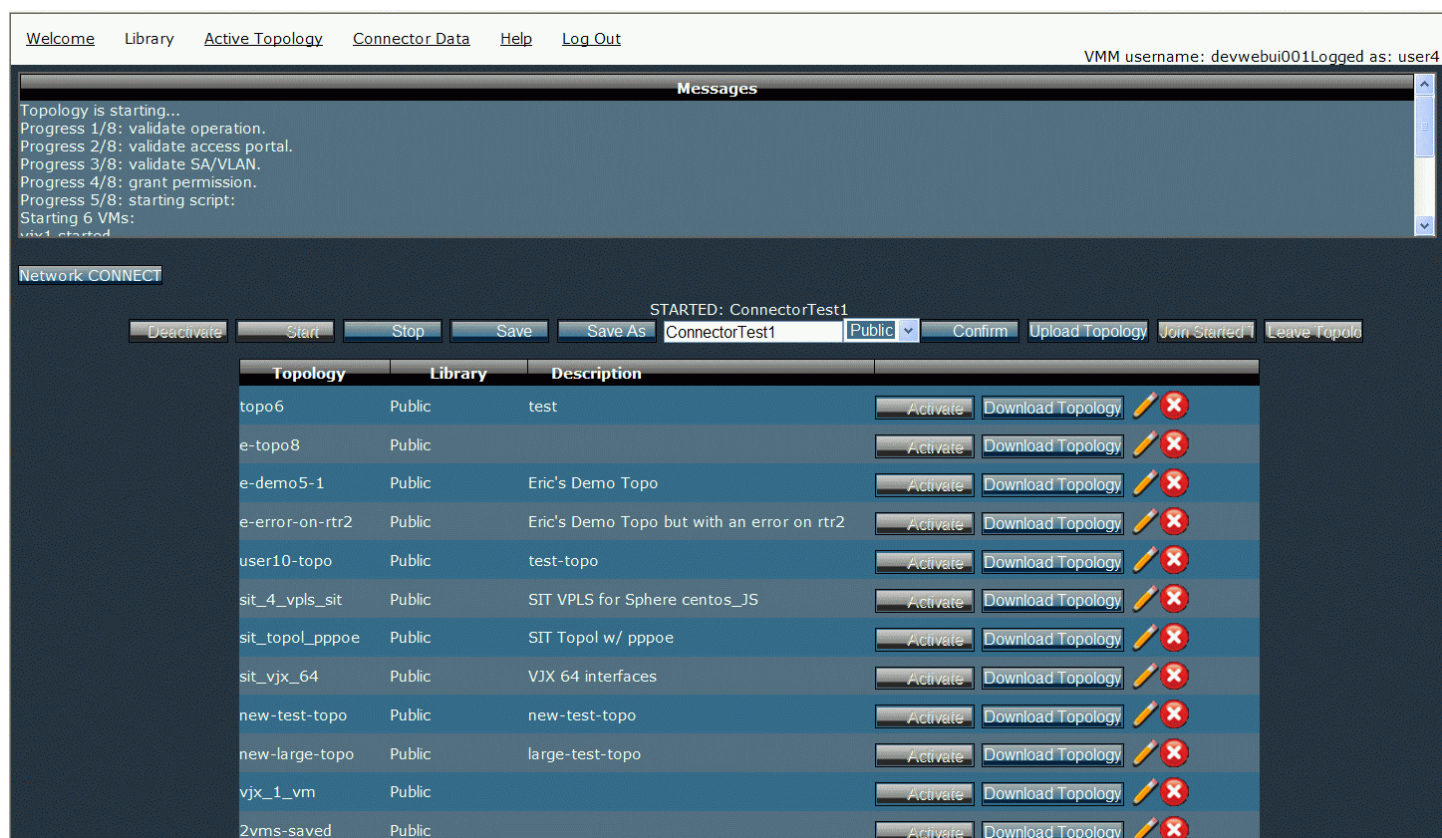 Welcome Library Active Topology Connector Data Help Log Out
VMM username: devwebui001Logged as: user4
Messages
Topology is starting...
Progress 1/8: validate operation.
Progress 2/8: validate access portal.
Progress 3/8: validate SA/VLAN.
Progress 4/8: grant permission.
Progress 5/8: starting script:
Starting 6 VMs:
vjx1 started
Network CONNECT
STARTED: ConnectorTest1
Deactivate Start Stop Save Save As ConnectorTest1 Public Confirm Upload Topology Join Started T Leave Topolo
Topology Library Description
topo6 Public test Activate Download Topology
e-topo8 Public Activate Download Topology
e-demo5-1 Public Eric's Demo Topo Activate Download Topology
e-error-on-rtr2 Public Eric's Demo Topo but with an error on rtr2 Activate Download Topology
user10-topo Public test-topo Activate Download Topology
sit_4_vpls_sit Public SIT VPLS for Sphere centos_JS Activate Download Topology
sit_topol_pppoe Public SIT Topol w/ pppoe Activate Download Topology
sit_vjx_64 Public VJX 64 interfaces Activate Download Topology
new-test-topo Public new-test-topo Activate Download Topology
new-large-topo Public large-test-topo Activate Download Topology
vjx_1_vm Public Activate Download Topology
2vms-saved Public Activate Download Topology